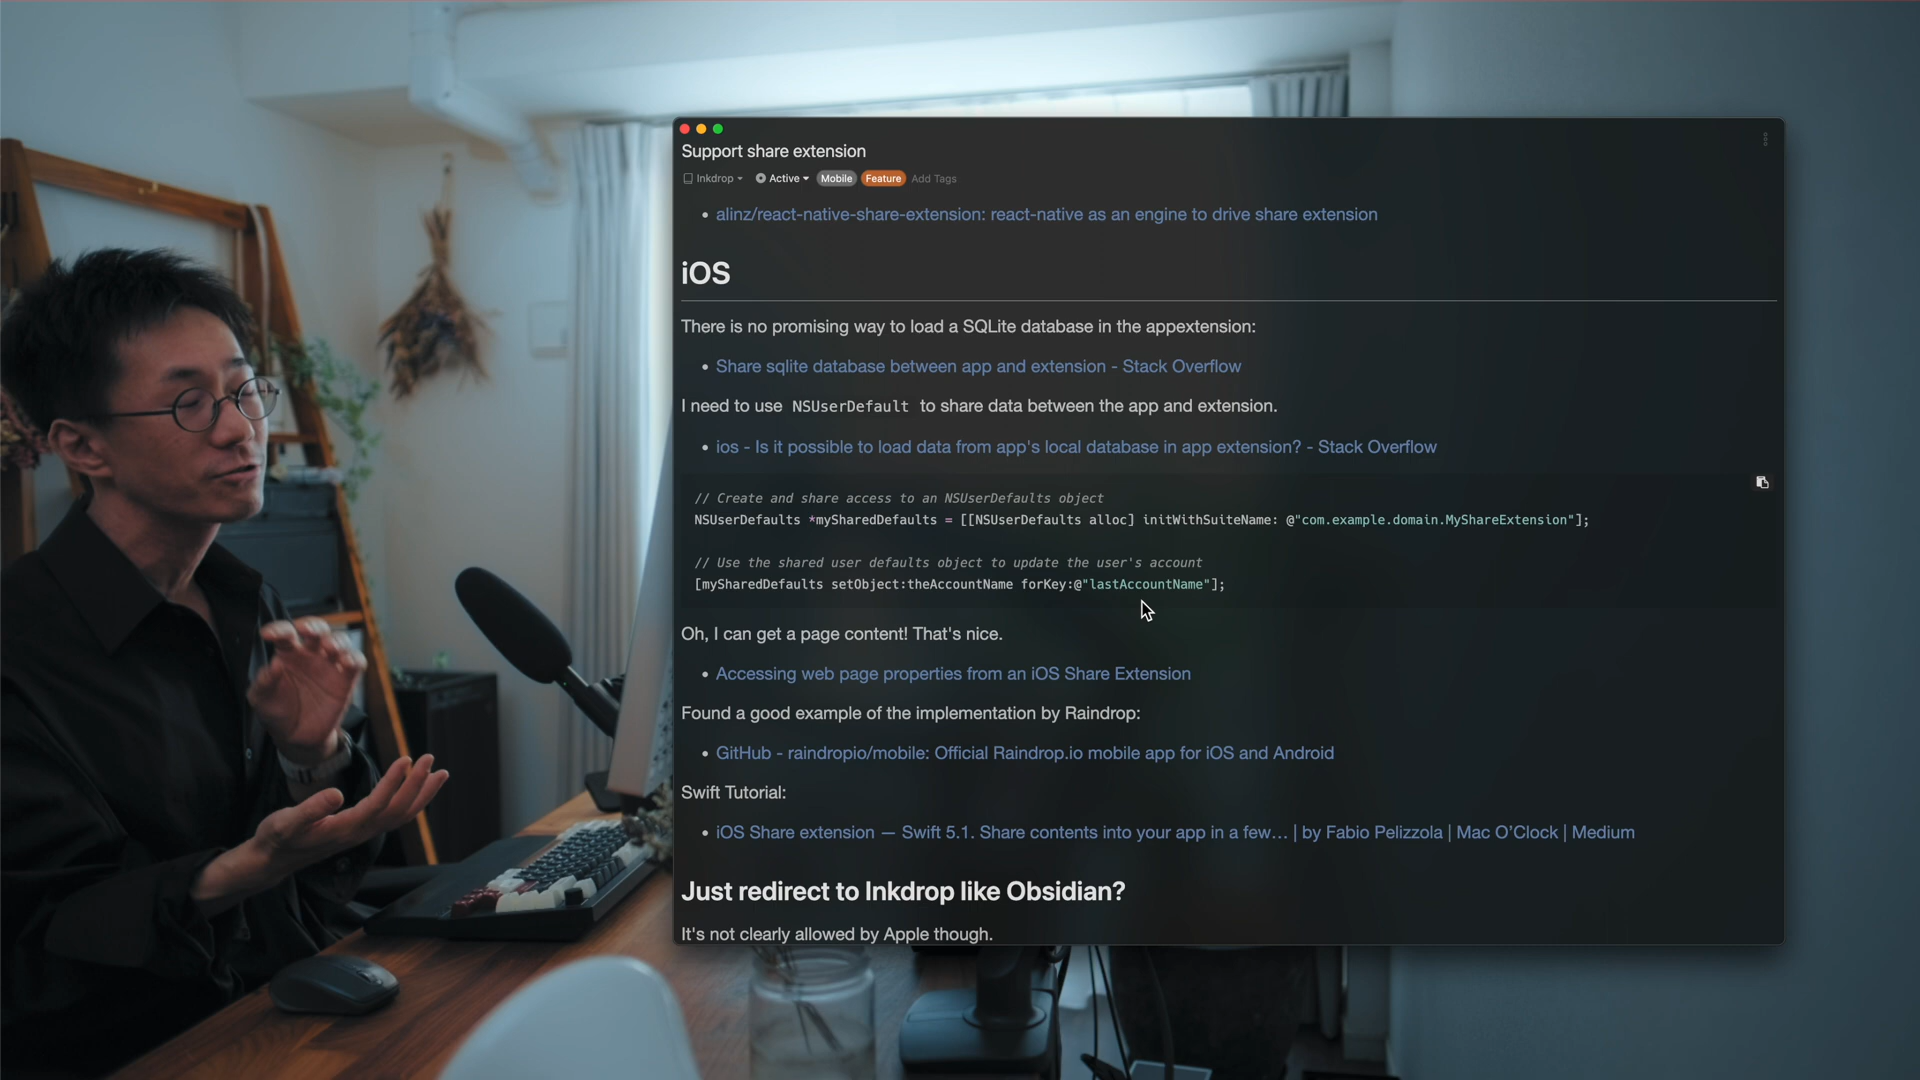 Support share extension
Inkdrop Active Mobile Feature Add Tags
alinz/react-native-share-extension: react-native as an engine to drive share extension
iOS
There is no promising way to load a SQLite database in the appextension:
Share sqlite database between app and extension - Stack Overflow
I need to use NSUserDefault to share data between the app and extension.
ios - Is it possible to load data from app's local database in app extension? - Stack Overflow
// Create and share access to an NSUserDefaults object
NSUserDefaults *mySharedDefaults = [[NSUserDefaults alloc] initWithSuiteName: @"com.example.domain.MyShareExtension"];
// Use the shared user defaults object to update the user's account
[mySharedDefaults setObject:theAccountName forKey:@"lastAccountName"];
Oh, I can get a page content! That's nice.
Accessing web page properties from an iOS Share Extension
Found a good example of the implementation by Raindrop:
GitHub - raindropio/mobile: Official Raindrop.io mobile app for iOS and Android
Swift Tutorial:
iOS Share extension — Swift 5.1. Share contents into your app in a few… | by Fabio Pelizzola | Mac O’Clock | Medium
Just redirect to Inkdrop like Obsidian?
It's not clearly allowed by Apple though.